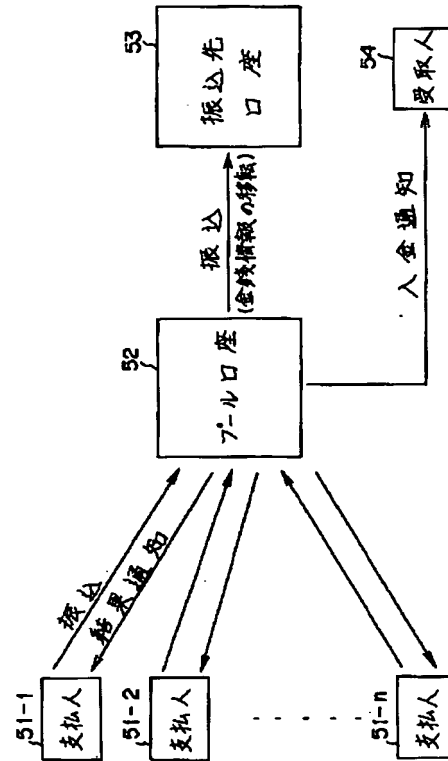 51-1
支払人
51-2
支払人
51-n
支払人
振込
結果通知
52
プール口座
振込
(金銭情報の移転)
53
振込先
口座
入金通知
54
受取人